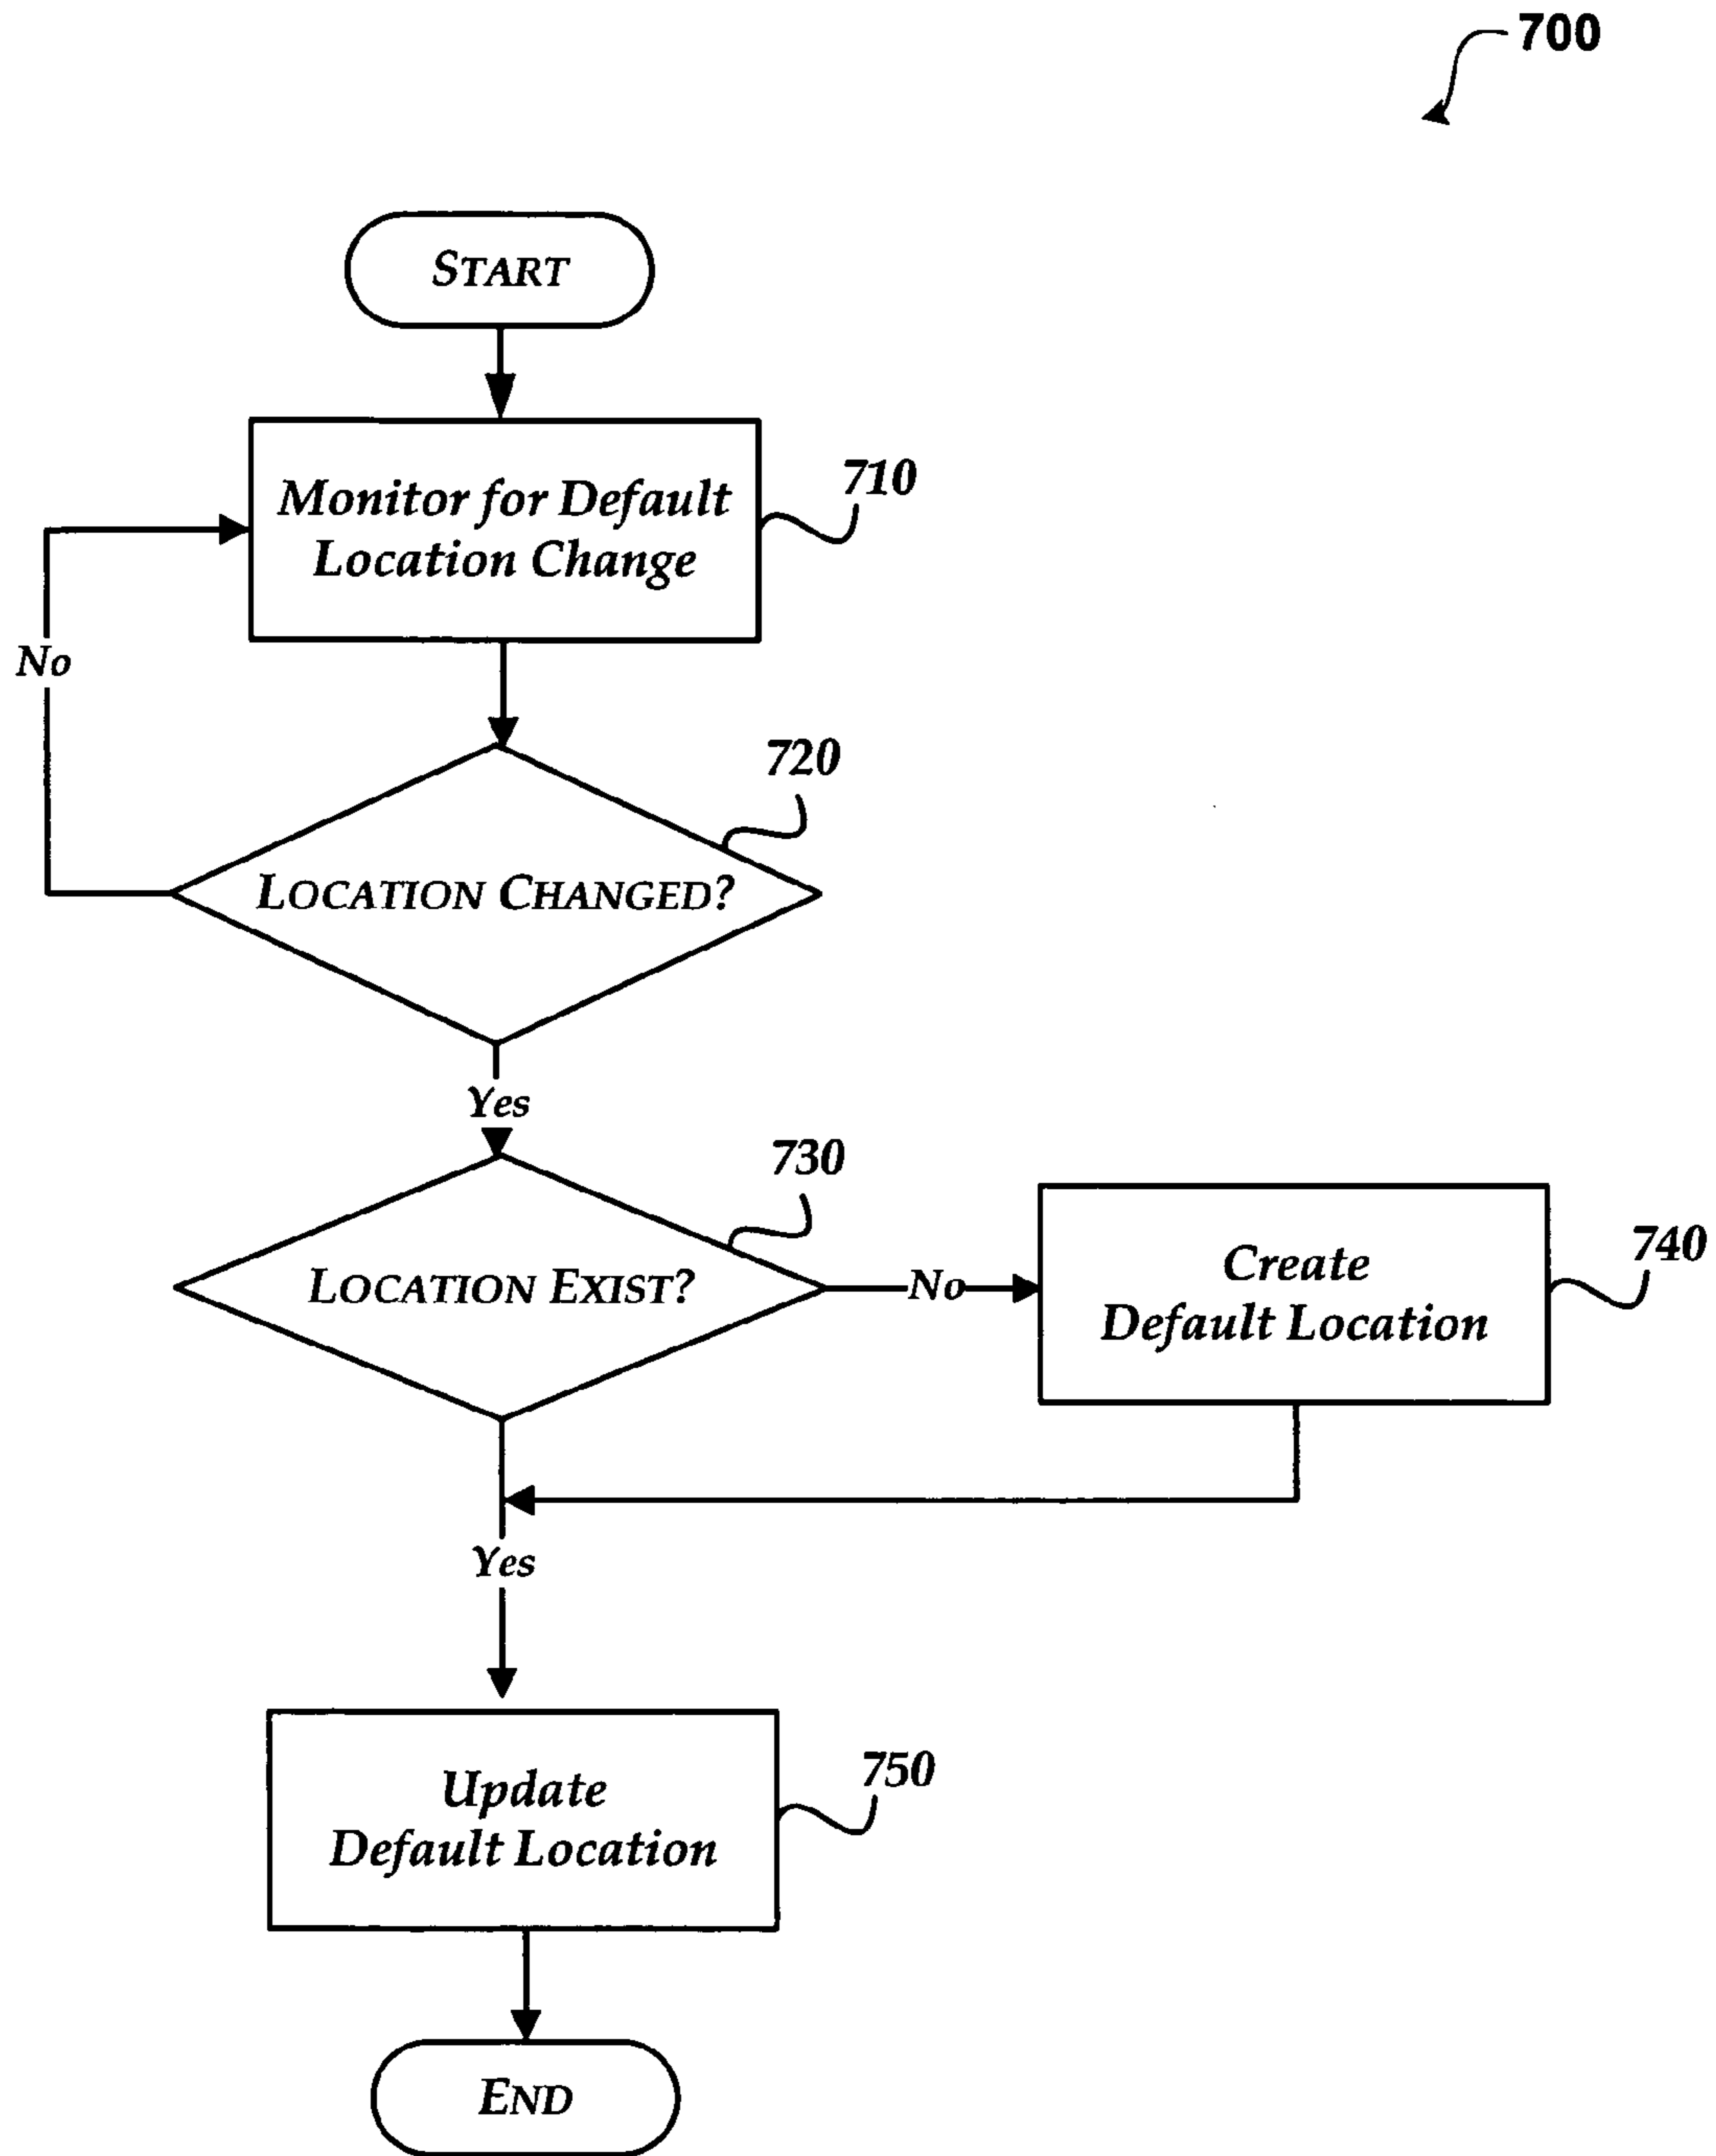 700
START
Monitor for Default
Location Change
710
No
720
LOCATION CHANGED?
Yes
730
LOCATION EXIST?
No
Create
Default Location
740
Yes
Update
Default Location
750
END